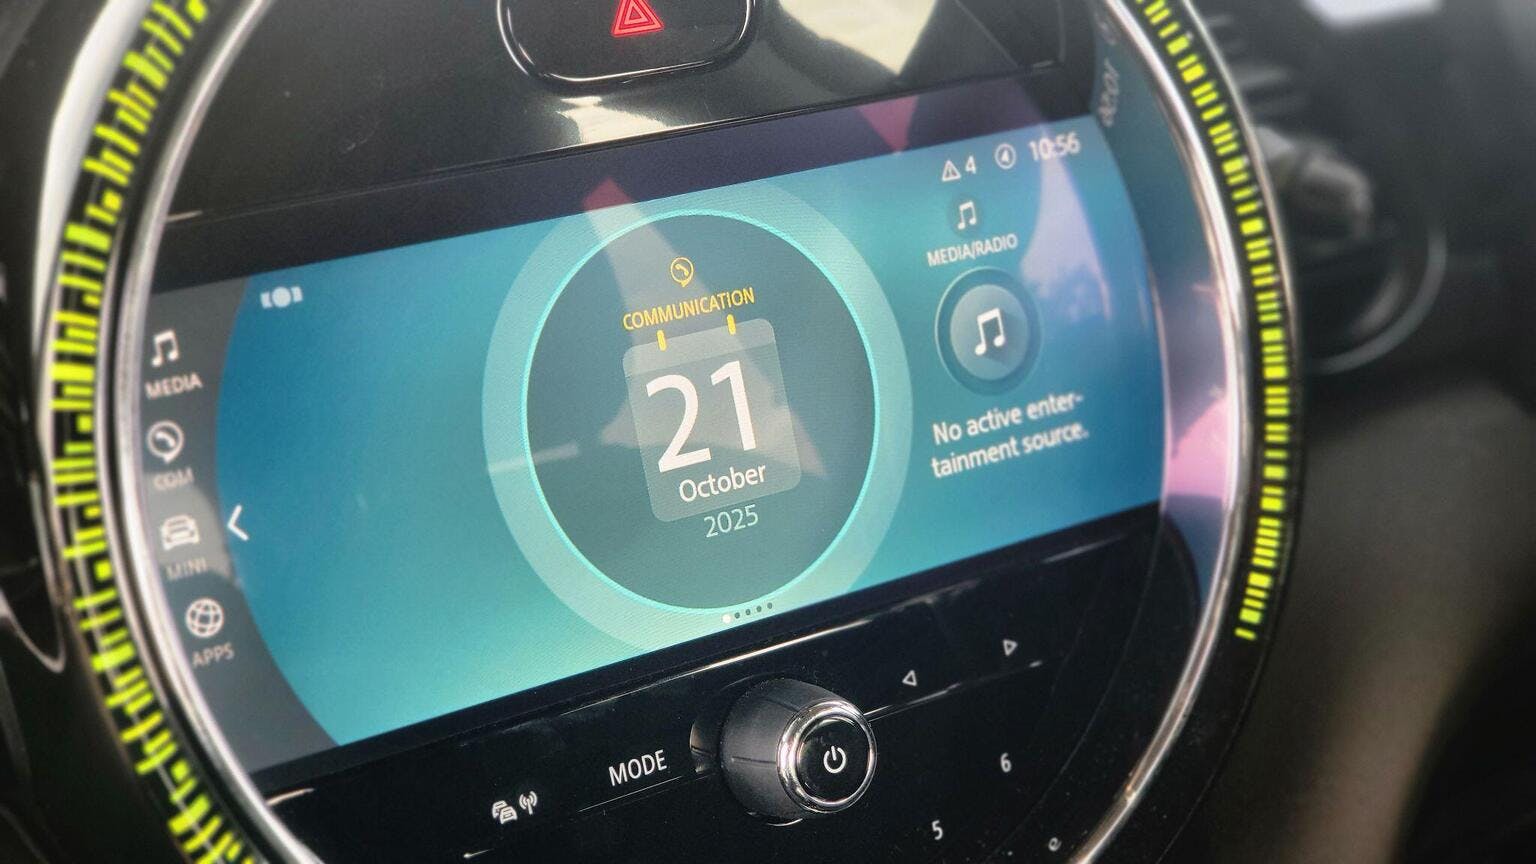 4
10:56
MEDIA/RADIO
COMMUNICATION
21
October
2025
No active enter-
tainment source.
MEDIA
COM
MINI
APPS
MODE
6
5